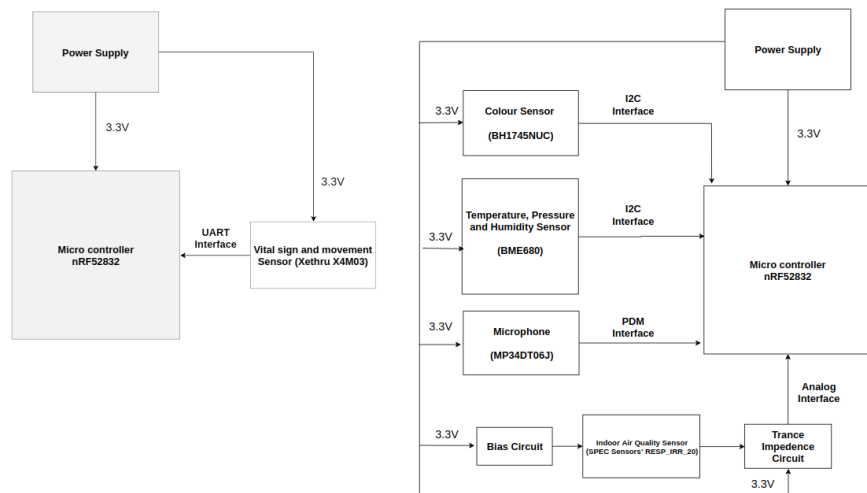 Power Supply
3.3V
3.3V
Micro controller
nRF52832
UART
Interface
Vital sign and movement
Sensor (Xethru X4M03)
Power Supply
3.3V
3.3V
Colour Sensor
(BH1745NUC)
I2C
Interface
3.3V
Temperature, Pressure
and Humidity Sensor
(BME680)
I2C
Interface
Micro controller
nRF52832
3.3V
Microphone
(MP34DT06J)
PDM
Interface
Analog
Interface
3.3V
Bias Circuit
Indoor Air Quality Sensor
(SPEC Sensors' RESP_IRR_20)
Trance
Impedence
Circuit
3.3V